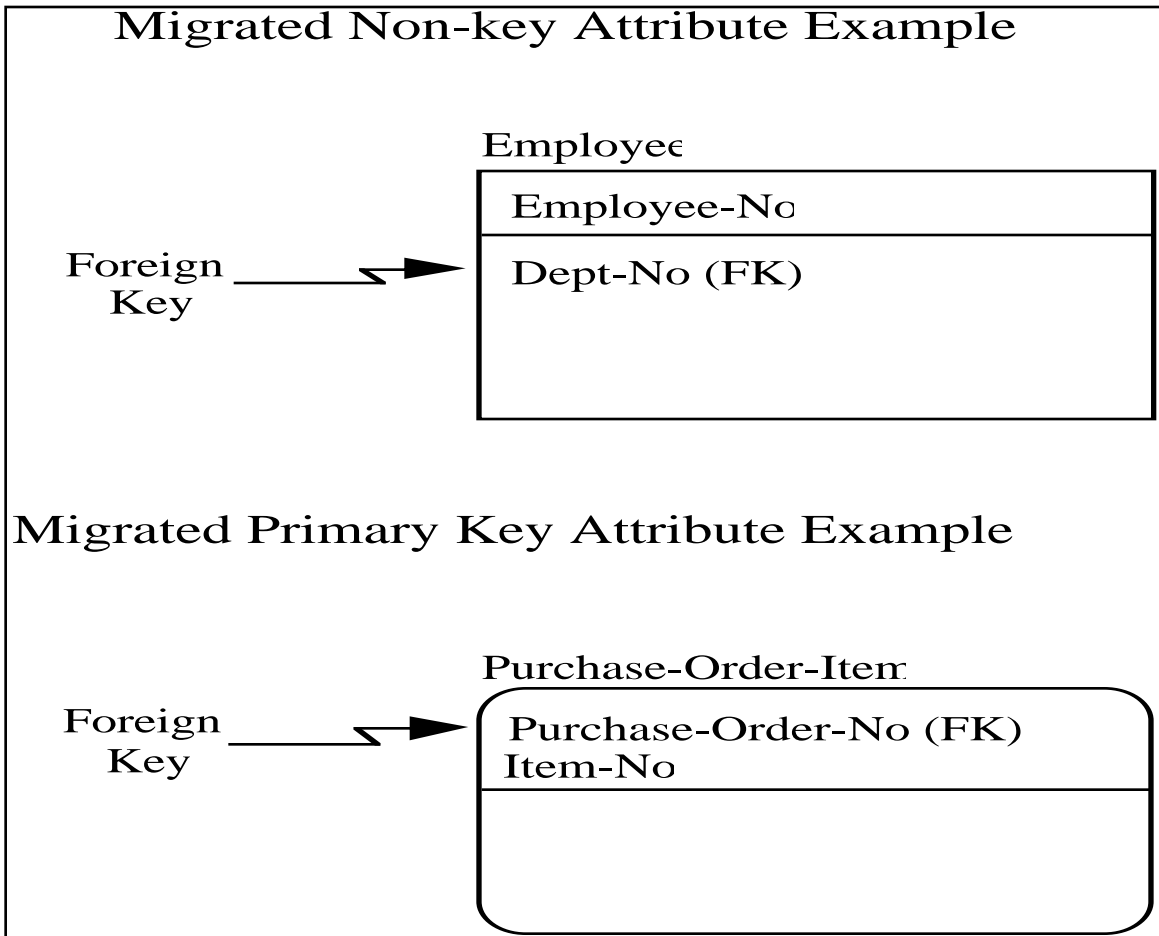 Migrated Non-key Attribute Example
Employee
Employee-No
Foreign
Key
Dept-No (FK)
Migrated Primary Key Attribute Example
Purchase-Order-Item
Foreign
Key
Purchase-Order-No (FK)
Item-No